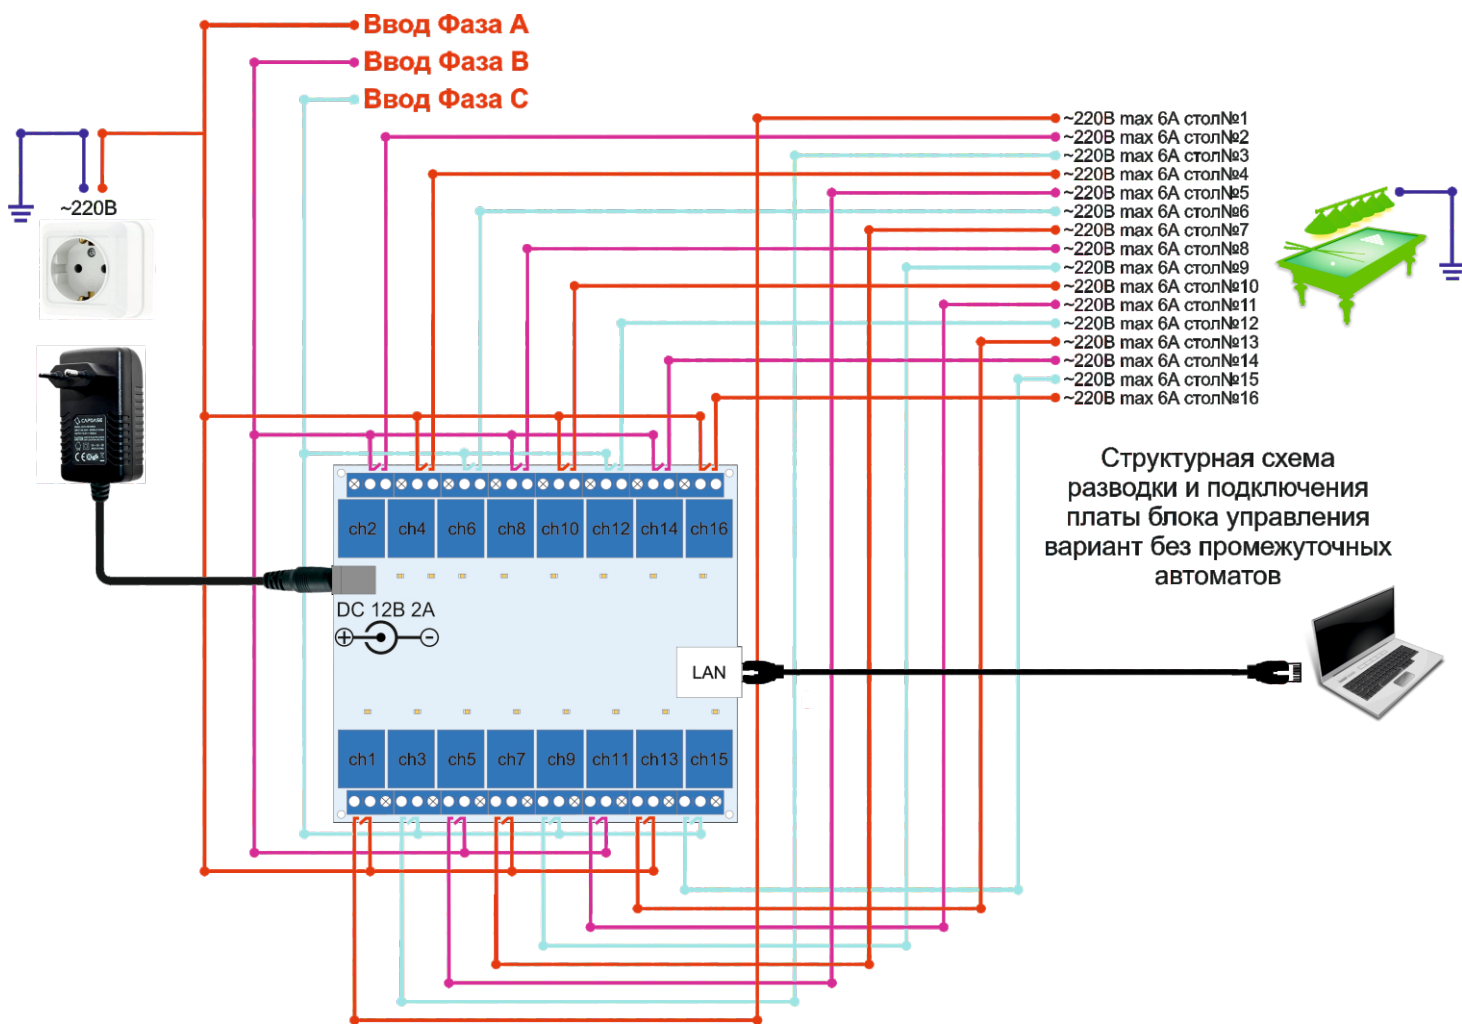 Ввод Фаза А
Ввод Фаза В
Ввод Фаза С
~220В
~220В max 6А стол№1
~220В max 6А стол№2
~220В max 6А стол№3
~220В max 6А стол№4
~220В max 6А стол№5
~220В max 6А стол№6
~220В max 6А стол№7
~220В max 6А стол№8
~220В max 6А стол№9
~220В max 6А стол№10
~220В max 6А стол№11
~220В max 6А стол№12
~220В max 6А стол№13
~220В max 6А стол№14
~220В max 6А стол№15
~220В max 6А стол№16
Структурная схема
разводки и подключения
платы блока управления
вариант без промежуточных
автоматов
ch2 ch4 ch6 ch8 ch10 ch12 ch14 ch16
DC 12В 2А
LAN
ch1 ch3 ch5 ch7 ch9 ch11 ch13 ch15